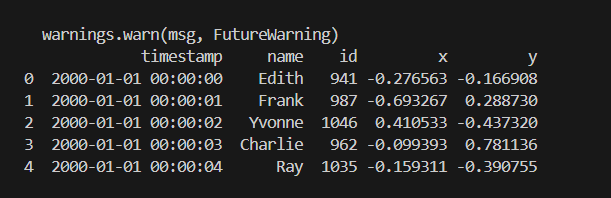 warnings.warn(msg, FutureWarning)
timestamp name id x y
0 2000-01-01 00:00:00 Edith 941 -0.276563 -0.166908
1 2000-01-01 00:00:01 Frank 987 -0.693267 0.288730
2 2000-01-01 00:00:02 Yvonne 1046 0.410533 -0.437320
3 2000-01-01 00:00:03 Charlie 962 -0.099393 0.781136
4 2000-01-01 00:00:04 Ray 1035 -0.159311 -0.390755